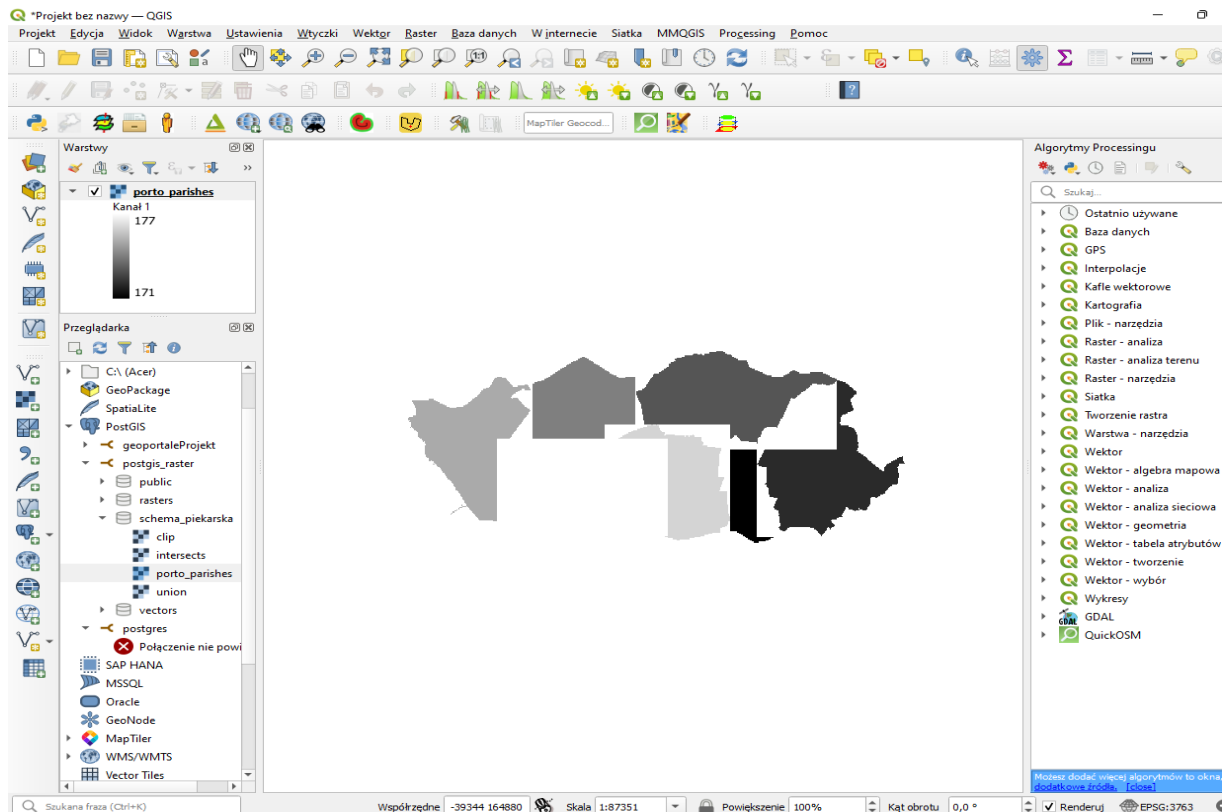 *Projekt bez nazwy — QGIS
Projekt Edycja Widok Warstwa Ustawienia Wtyczki Wektor Raster Baza danych W internecie Siatka MMQGIS Processing Pomoc
MapTiler Geocod...
Warstwy
porto_parishes
Kanał 1
177
171
Przeglądarka
C:\ (Acer)
GeoPackage
SpatiaLite
PostGIS
geoportaleProjekt
postgis_raster
public
rasters
schema_piekarska
clip
intersects
porto_parishes
union
vectors
postgres
Połączenie nie powi
SAP HANA
MSSQL
Oracle
GeoNode
MapTiler
WMS/WMTS
Vector Tiles
Algorytmy Processingu
Szukaj...
Ostatnio używane
Baza danych
GPS
Interpolacje
Kafle wektorowe
Kartografia
Plik - narzędzia
Raster - analiza
Raster - analiza terenu
Raster - narzędzia
Siatka
Tworzenie rastra
Warstwa - narzędzia
Wektor
Wektor - algebra mapowa
Wektor - analiza
Wektor - analiza sieciowa
Wektor - geometria
Wektor - tabela atrybutów
Wektor - tworzenie
Wektor - wybór
Wykresy
GDAL
QuickOSM
Możesz dodać więcej algorytmów to okna,
dodatkowe źródła. [close]
Szukana fraza (Ctrl+K)
Współrzędne -39344 164880 Skala 1:87351 Powiększenie 100% Kąt obrotu 0,0 ° Renderuj EPSG:3763